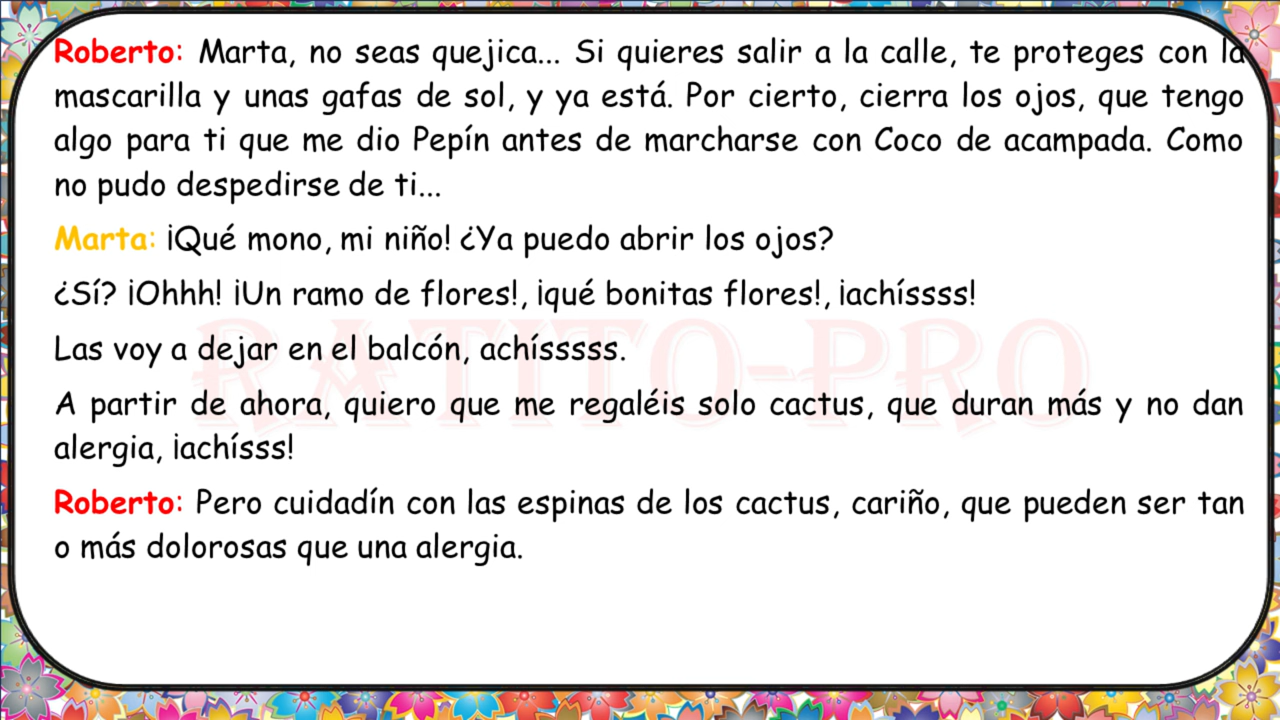 Roberto: Marta, no seas quejica... Si quieres salir a la calle, te proteges con la
mascarilla y unas gafas de sol, y ya está. Por cierto, cierra los ojos, que tengo
algo para ti que me dio Pepín antes de marcharse con Coco de acampada. Como
no pudo despedirse de ti...
Marta: ¡Qué mono, mi niño! ¿Ya puedo abrir los ojos?
¿Sí? ¡Ohhh! ¡Un ramo de flores!, ¡qué bonitas flores!, ¡achíssss!
Las voy a dejar en el balcón, achísssss.
RATITO-PRO
A partir de ahora, quiero que me regaléis solo cactus, que duran más y no dan
alergia, ¡achísss!
Roberto: Pero cuidadín con las espinas de los cactus, cariño, que pueden ser tan
o más dolorosas que una alergia.